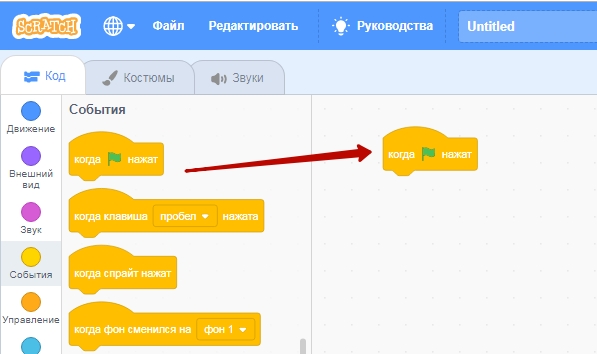 SCRATCH
Файл
Редактировать
Руководства
Untitled
Код
Костюмы
Звуки
Движение
Внешний
вид
Звук
События
Управление
События
когда нажат
когда клавиша пробел нажата
когда спрайт нажат
когда фон сменился на фон 1
когда нажат